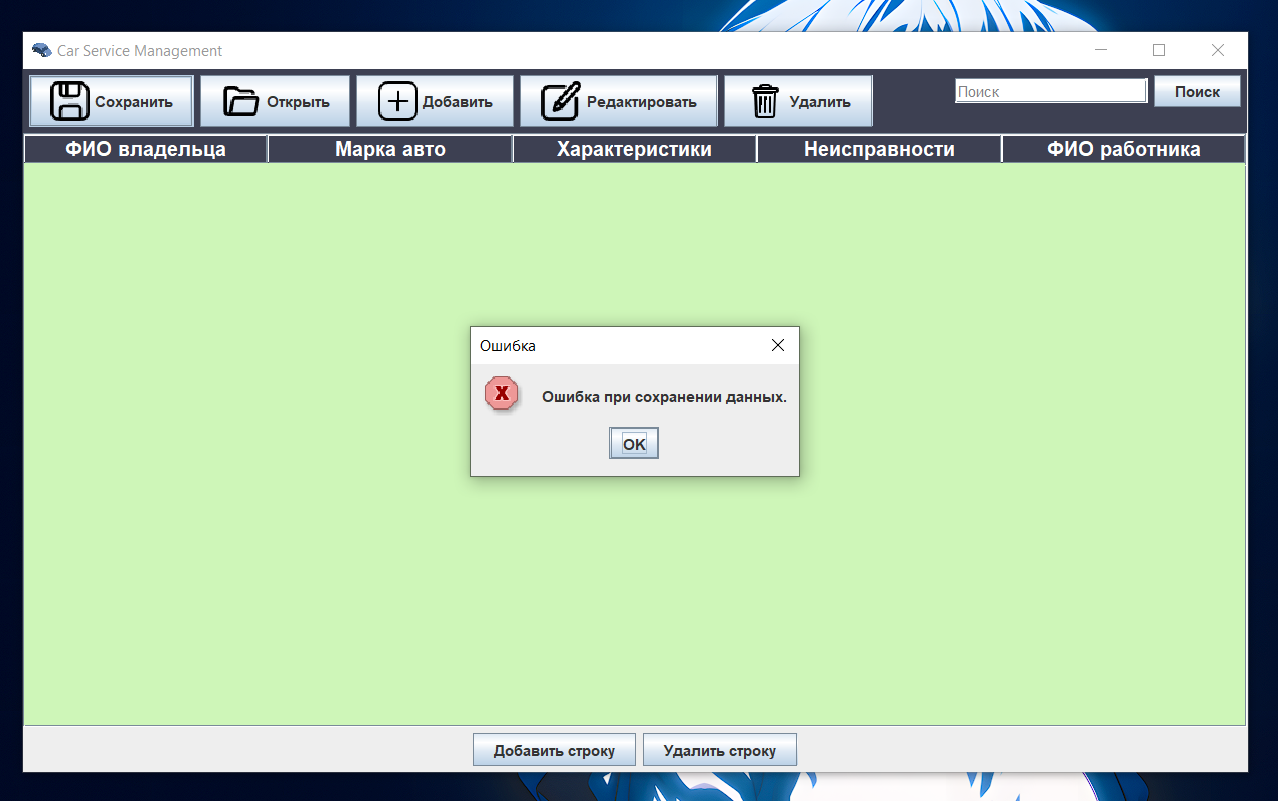 Car Service Management
Сохранить
Открыть
Добавить
Редактировать
Удалить
Поиск
Поиск
ФИО владельца
Марка авто
Характеристики
Неисправности
ФИО работника
Ошибка
X
Ошибка при сохранении данных.
OK
Добавить строку
Удалить строку